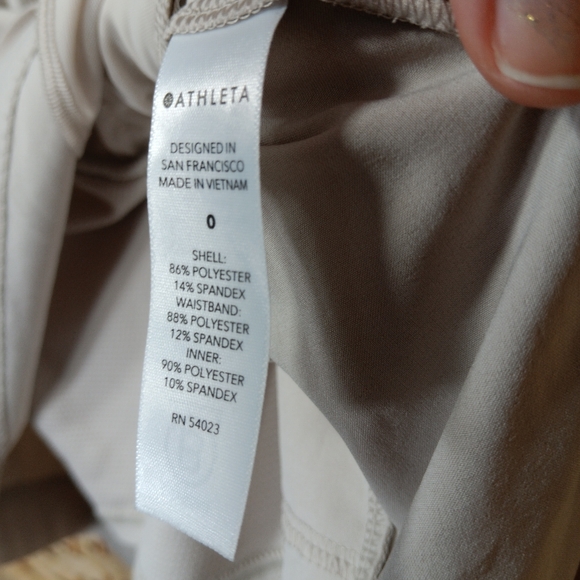 ATHLETA
DESIGNED IN
SAN FRANCISCO
MADE IN VIETNAM
0
SHELL:
86% POLYESTER
14% SPANDEX
WAISTBAND:
88% POLYESTER
12% SPANDEX
INNER:
90% POLYESTER
10% SPANDEX
RN 54023